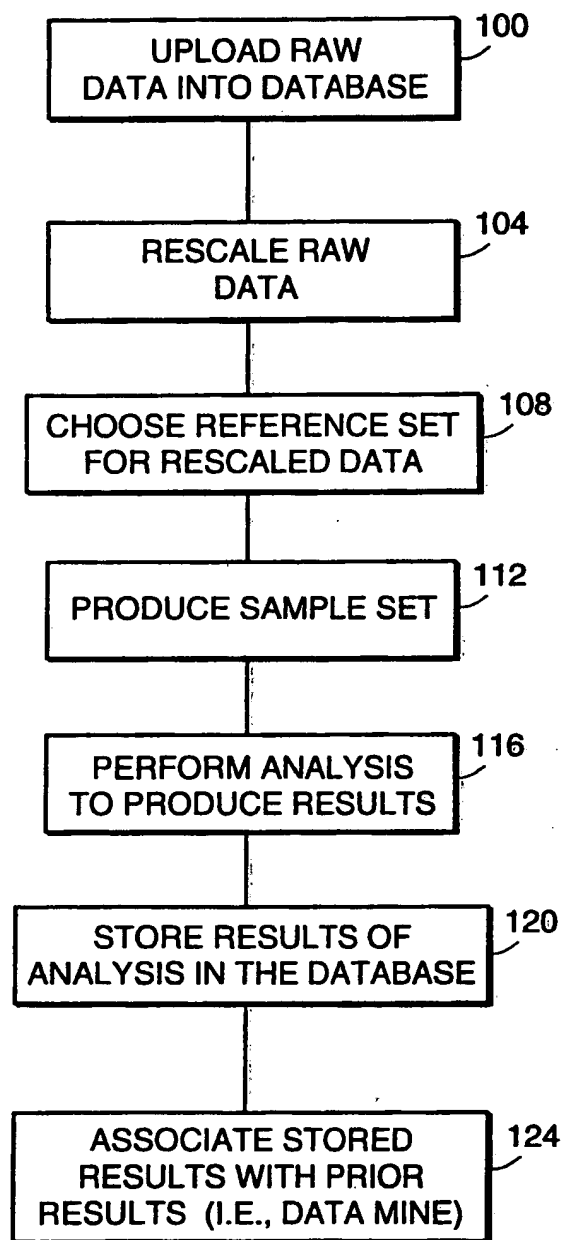 100
UPLOAD RAW
DATA INTO DATABASE
104
RESCALE RAW
DATA
108
CHOOSE REFERENCE SET
FOR RESCALED DATA
112
PRODUCE SAMPLE SET
116
PERFORM ANALYSIS
TO PRODUCE RESULTS
120
STORE RESULTS OF
ANALYSIS IN THE DATABASE
124
ASSOCIATE STORED
RESULTS WITH PRIOR
RESULTS (I.E., DATA MINE)